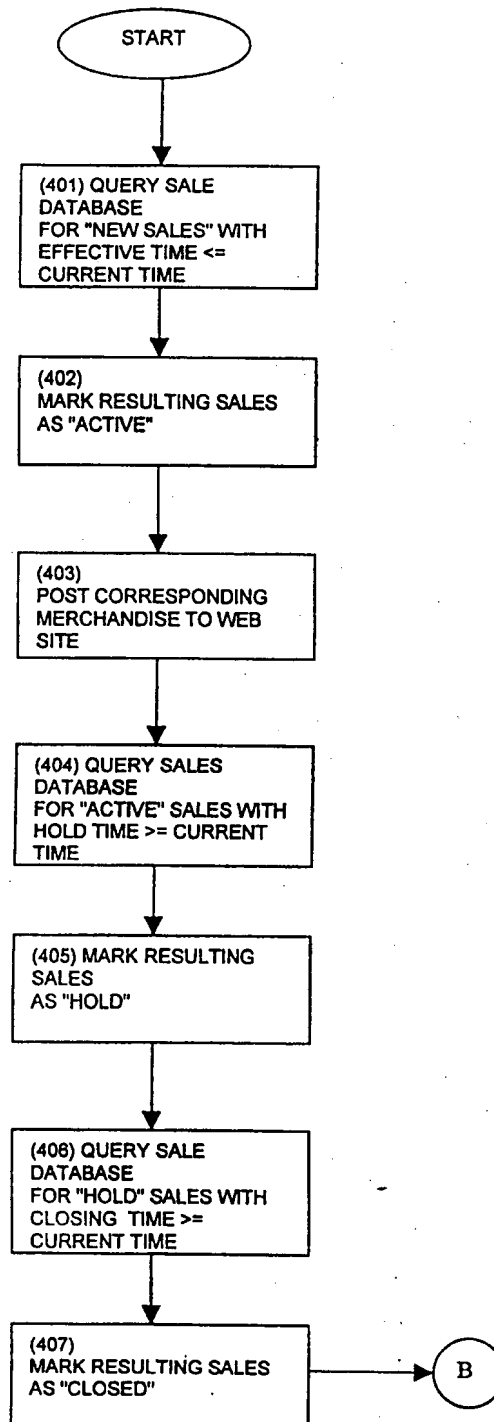 START
(401) QUERY SALE
DATABASE
FOR "NEW SALES" WITH
EFFECTIVE TIME <=
CURRENT TIME
(402)
MARK RESULTING SALES
AS "ACTIVE"
(403)
POST CORRESPONDING
MERCHANDISE TO WEB
SITE
(404) QUERY SALES
DATABASE
FOR "ACTIVE" SALES WITH
HOLD TIME >= CURRENT
TIME
(405) MARK RESULTING
SALES
AS "HOLD"
(406) QUERY SALE
DATABASE
FOR "HOLD" SALES WITH
CLOSING TIME >=
CURRENT TIME
(407)
MARK RESULTING SALES
AS "CLOSED"
B